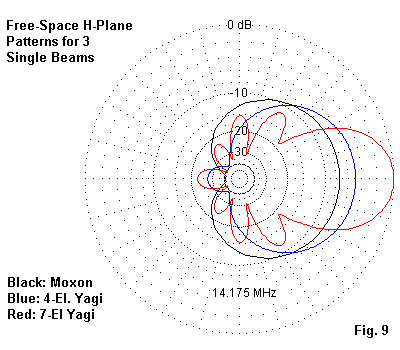 Free-Space H-Plane
Patterns for 3
Single Beams
0 dB
-10
-20
-30
14.175 MHz
Black: Moxon
Blue: 4-El. Yagi
Red: 7-El Yagi
Fig. 9